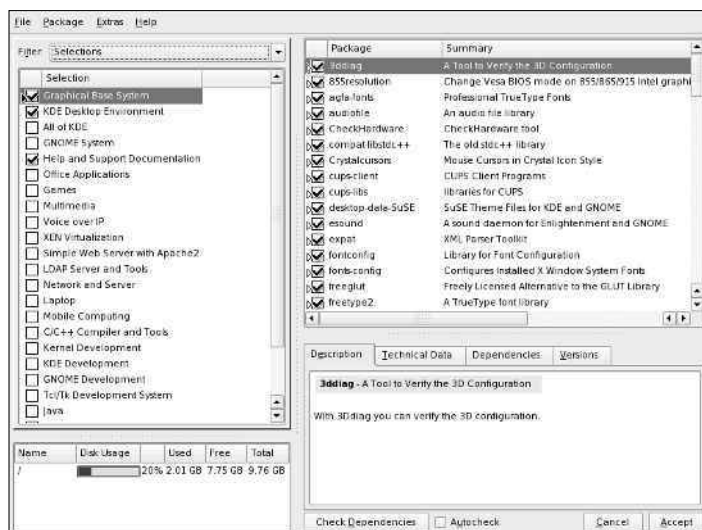 File Package Extras Help
Filter: Selections
Selection
Graphical Base System
KDE Desktop Environment
All of KDE
GNOME System
Help and Support Documentation
Office Applications
Games
Multimedia
Voice over IP
XEN Virtualization
Simple Web Server with Apache2
LDAP Server and Tools
Network and Server
Laptop
Mobile Computing
C/C++ Compiler and Tools
Kernel Development
KDE Development
GNOME Development
Tcl/Tk Development System
Java
Name Disk Usage Used Free Total
/ 20% 2.01 GB 7.75 GB 9.76 GB
Package Summary
3ddiag A Tool to Verify the 3D Configuration
855resolution Change Vesa BIOS mode on 855/865/915 Intel graphi
agfa-fonts Professional TrueType Fonts
audiofile An audio file library
CheckHardware CheckHardware tool
compat-libstdc++ The old stdc++ library
Crystalcursors Mouse Cursors in Crystal Icon Style
cups-client CUPS Client Programs
cups-libs libraries for CUPS
desktop-data-SuSE SuSE Theme Files for KDE and GNOME
esound A sound daemon for Enlightenment and GNOME
expat XML Parser Toolkit
fontconfig Library for Font Configuration
fonts-config Configures Installed X Window System Fonts
freeglut Freely Licensed Alternative to the GLUT Library
freetype2 A TrueType font library
Description Technical Data Dependencies Versions
3ddiag - A Tool to Verify the 3D Configuration
With 3Ddiag you can verify the 3D configuration.
Check Dependencies Autocheck Cancel Accept